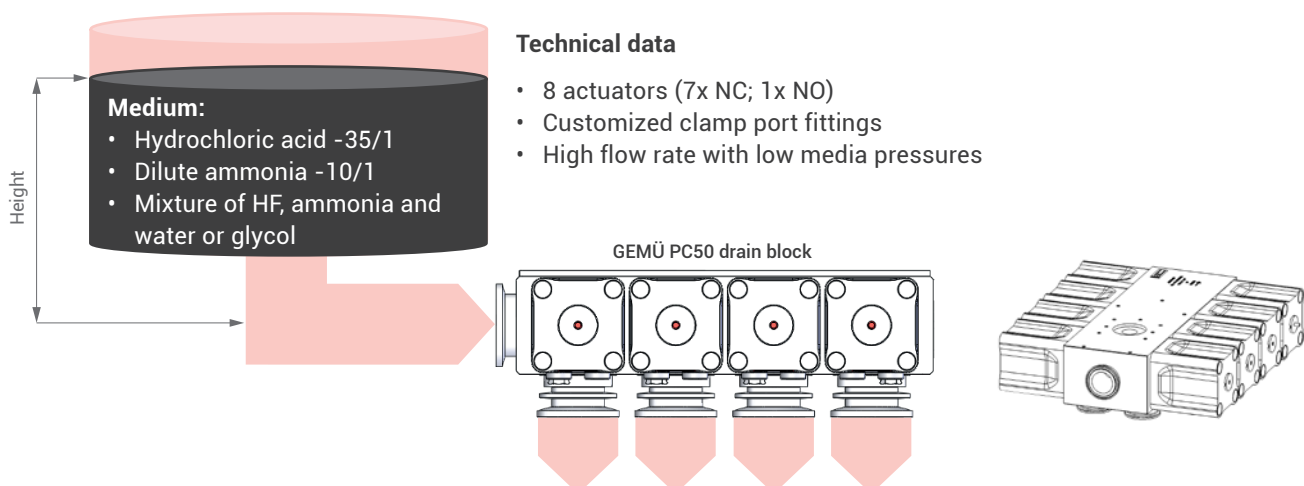 Technical data
• 8 actuators (7x NC; 1x NO)
• Customized clamp port fittings
• High flow rate with low media pressures
Height
Medium:
• Hydrochloric acid -35/1
• Dilute ammonia -10/1
• Mixture of HF, ammonia and
water or glycol
GEMÜ PC50 drain block